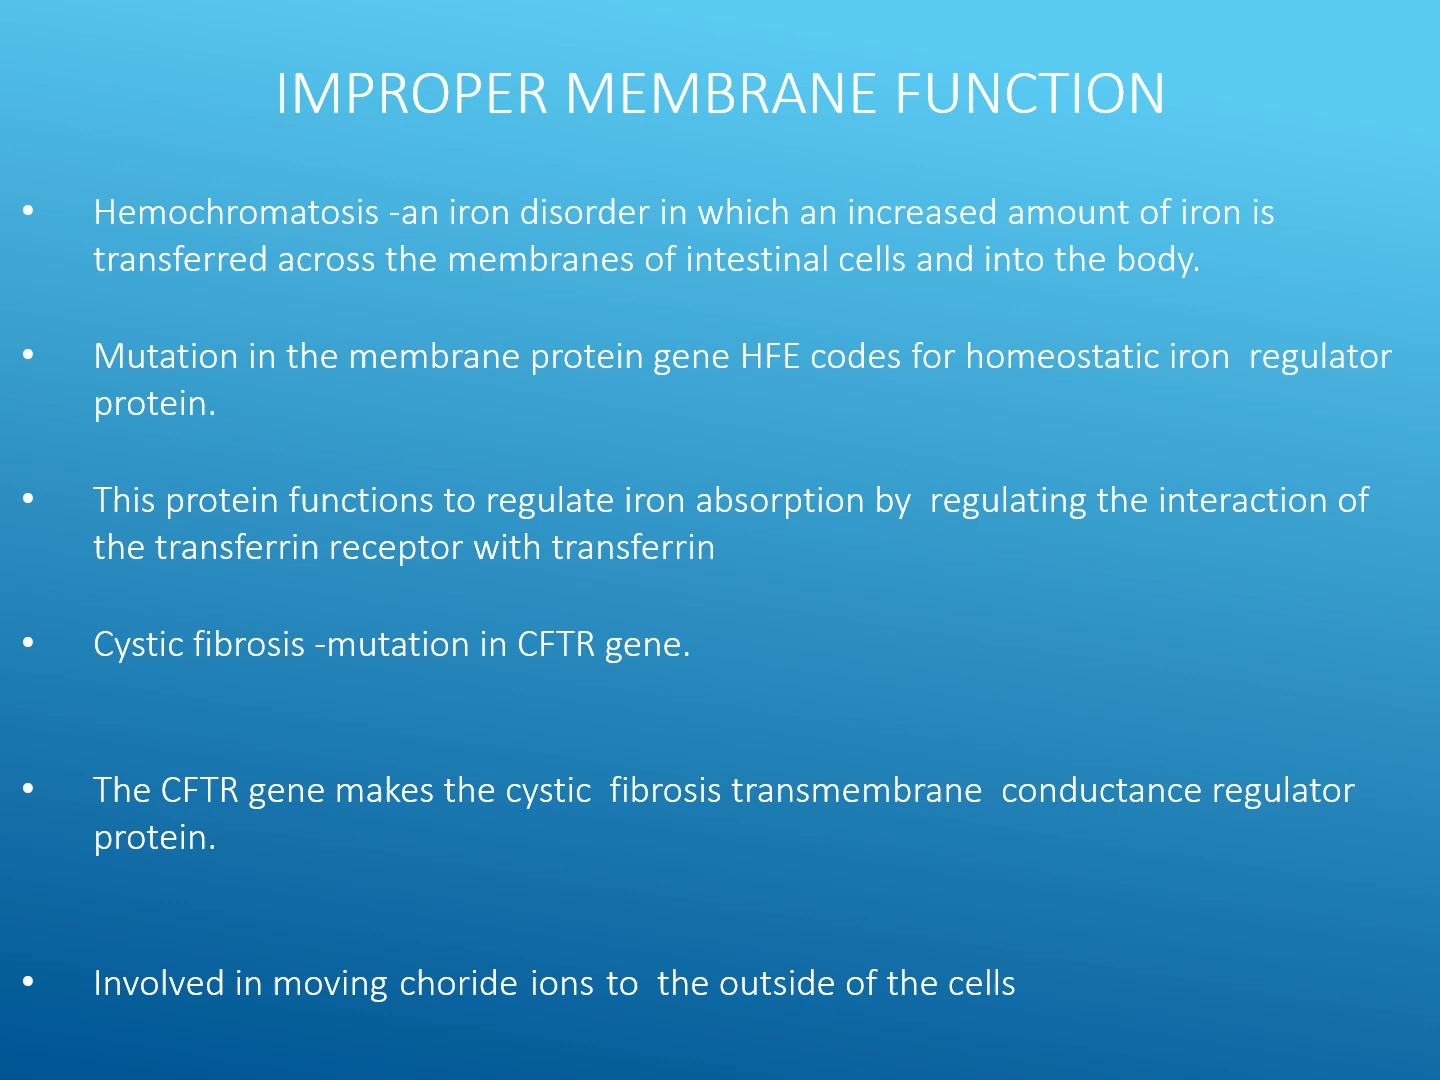 IMPROPER MEMBRANE FUNCTION
• Hemochromatosis -an iron disorder in which an increased amount of iron is
transferred across the membranes of intestinal cells and into the body.
• Mutation in the membrane protein gene HFE codes for homeostatic iron  regulator
protein.
• This protein functions to regulate iron absorption by  regulating the interaction of
the transferrin receptor with transferrin
• Cystic fibrosis -mutation in CFTR gene.
• The CFTR gene makes the cystic  fibrosis transmembrane  conductance regulator
protein.
• Involved in moving choride ions to  the outside of the cells